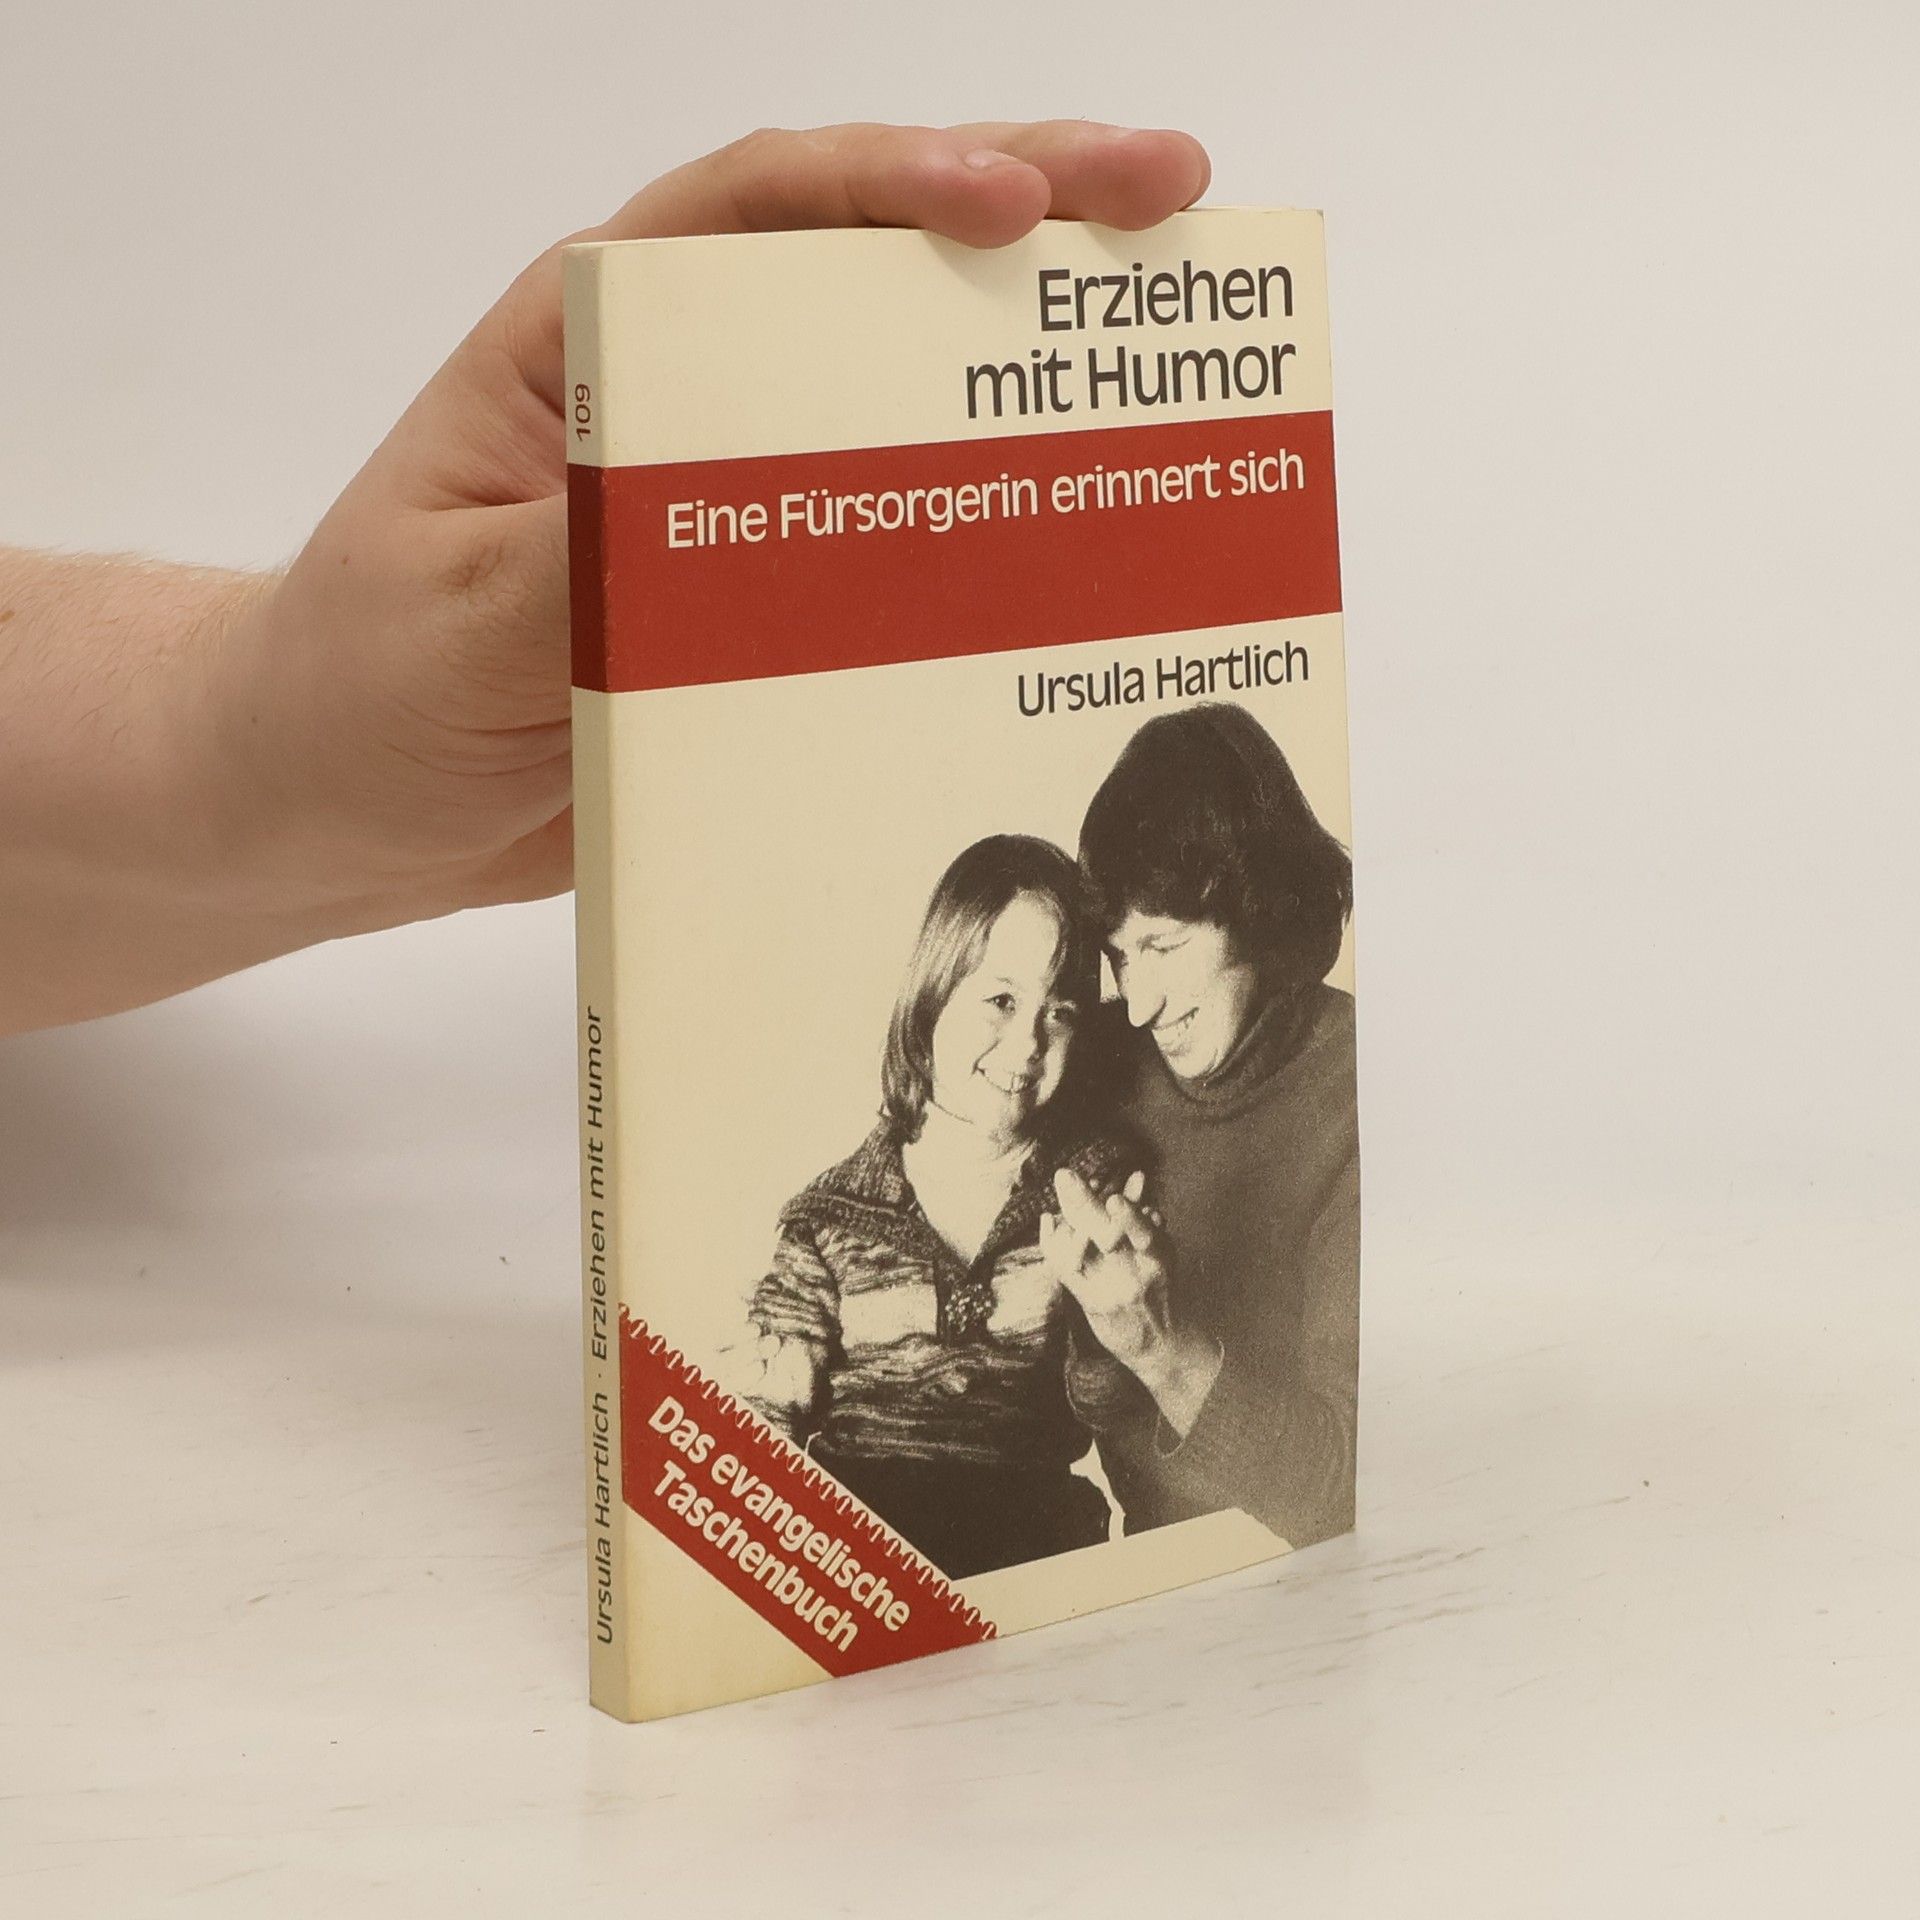 Erziehen
mit Humor
Eine Fürsorgerin erinnert sich
Ursula Hartlich
Das evangelische
Taschenbuch
109
Ursula Hartlich · Erziehen mit Humor